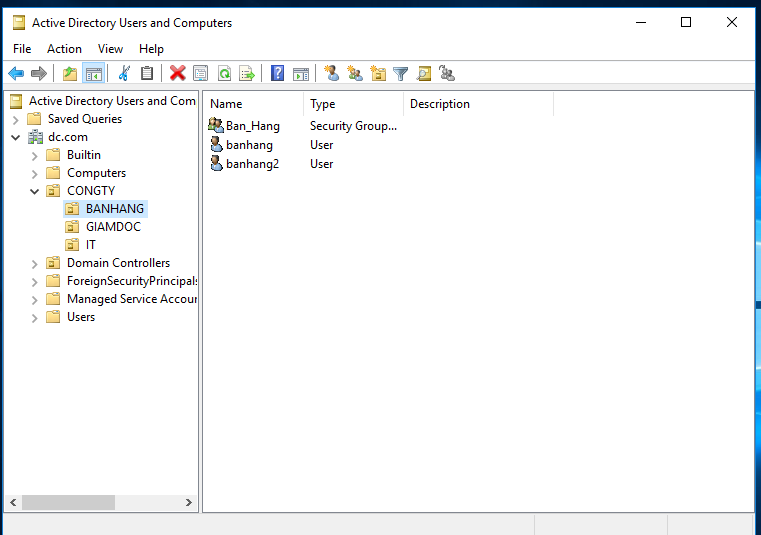 Active Directory Users and Computers
File Action View Help
Active Directory Users and Com
Saved Queries
dc.com
Builtin
Computers
CONGTY
BANHANG
GIAMDOC
IT
Domain Controllers
ForeignSecurityPrincipals
Managed Service Accour
Users
Name Type Description
Ban_Hang Security Group...
banhang User
banhang2 User